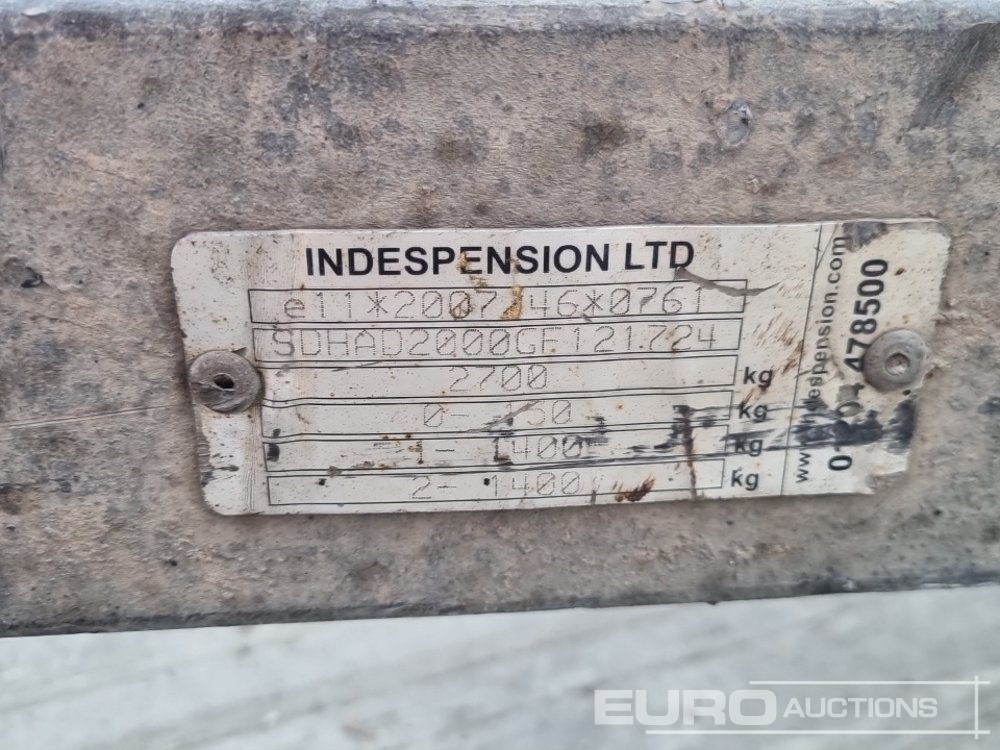 INDESPENSION LTD
e11*2007/46*0761
SDHAD2000GF121724
2700 kg
0- 150 kg
1- 1400 kg
2- 1400 kg
478500
EURO AUCTIONS